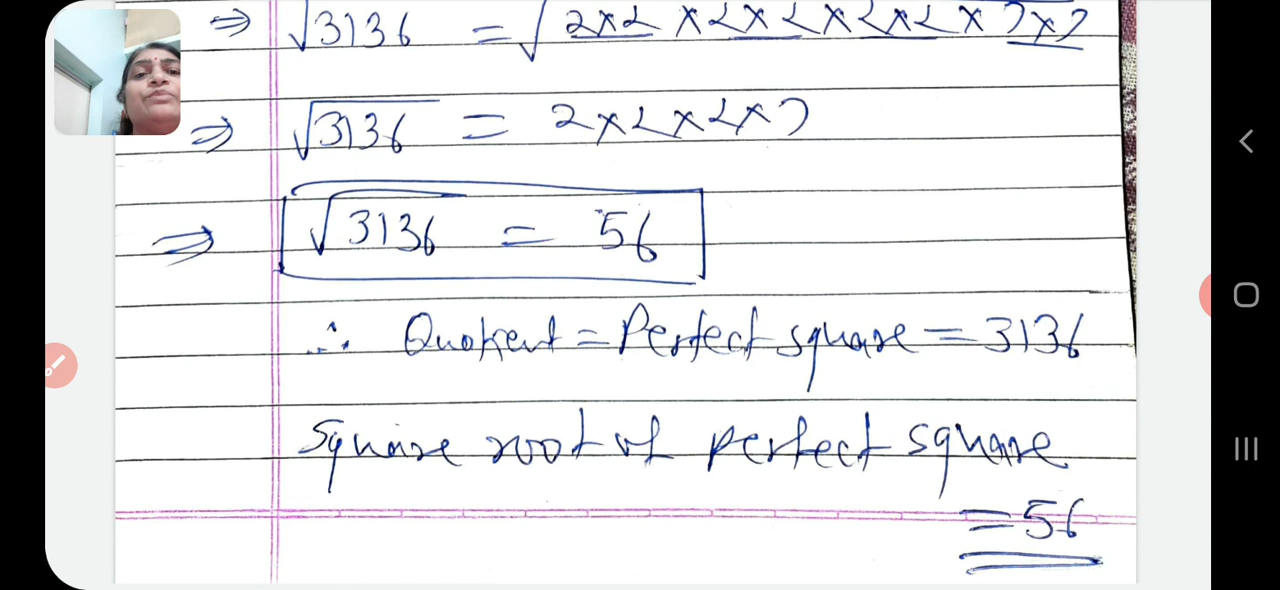 ⇒ √3136 = √2×2×2×2×2×2×7×7
⇒ √3136 = 2×2×2×7
⇒ √3136 = 56
∴ Quotient = Perfect square = 3136
Square root of perfect square
= 56